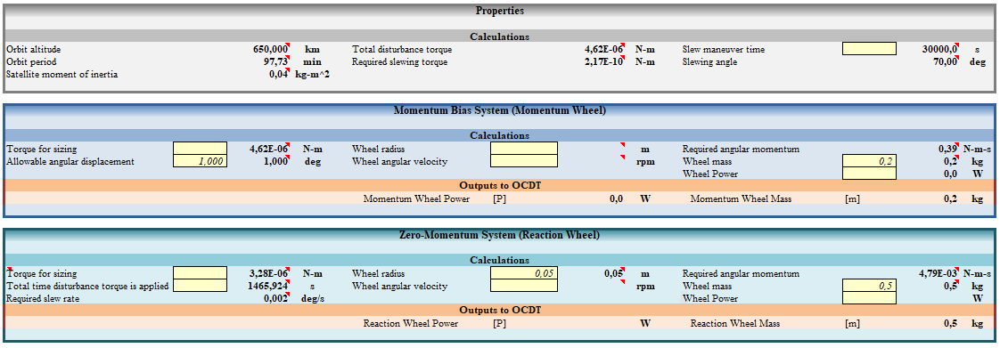 Properties
Calculations
Orbit altitude 650,000 km Total disturbance torque 4,62E-06 N-m Slew maneuver time 30000,0 s
Orbit period 97,73 min Required slewing torque 2,17E-10 N-m Slewing angle 70,00 deg
Satellite moment of inertia 0,04 kg-m^2
Momentum Bias System (Momentum Wheel)
Calculations
Torque for sizing 4,62E-06 N-m Wheel radius m Required angular momentum 0,39 N-m-s
Allowable angular displacement 1,000 1,000 deg Wheel angular velocity rpm Wheel mass 0,2 0,2 kg
Wheel Power 0,0 W
Outputs to OCDT
Momentum Wheel Power [P] 0,0 W Momentum Wheel Mass [m] 0,2 kg
Zero-Momentum System (Reaction Wheel)
Calculations
Torque for sizing 3,28E-06 N-m Wheel radius 0,05 0,05 m Required angular momentum 4,79E-03 N-m-s
Total time disturbance torque is applied 1465,924 s Wheel angular velocity rpm Wheel mass 0,5 0,5 kg
Required slew rate 0,002 deg/s Wheel Power W
Outputs to OCDT
Reaction Wheel Power [P] W Reaction Wheel Mass [m] 0,5 kg